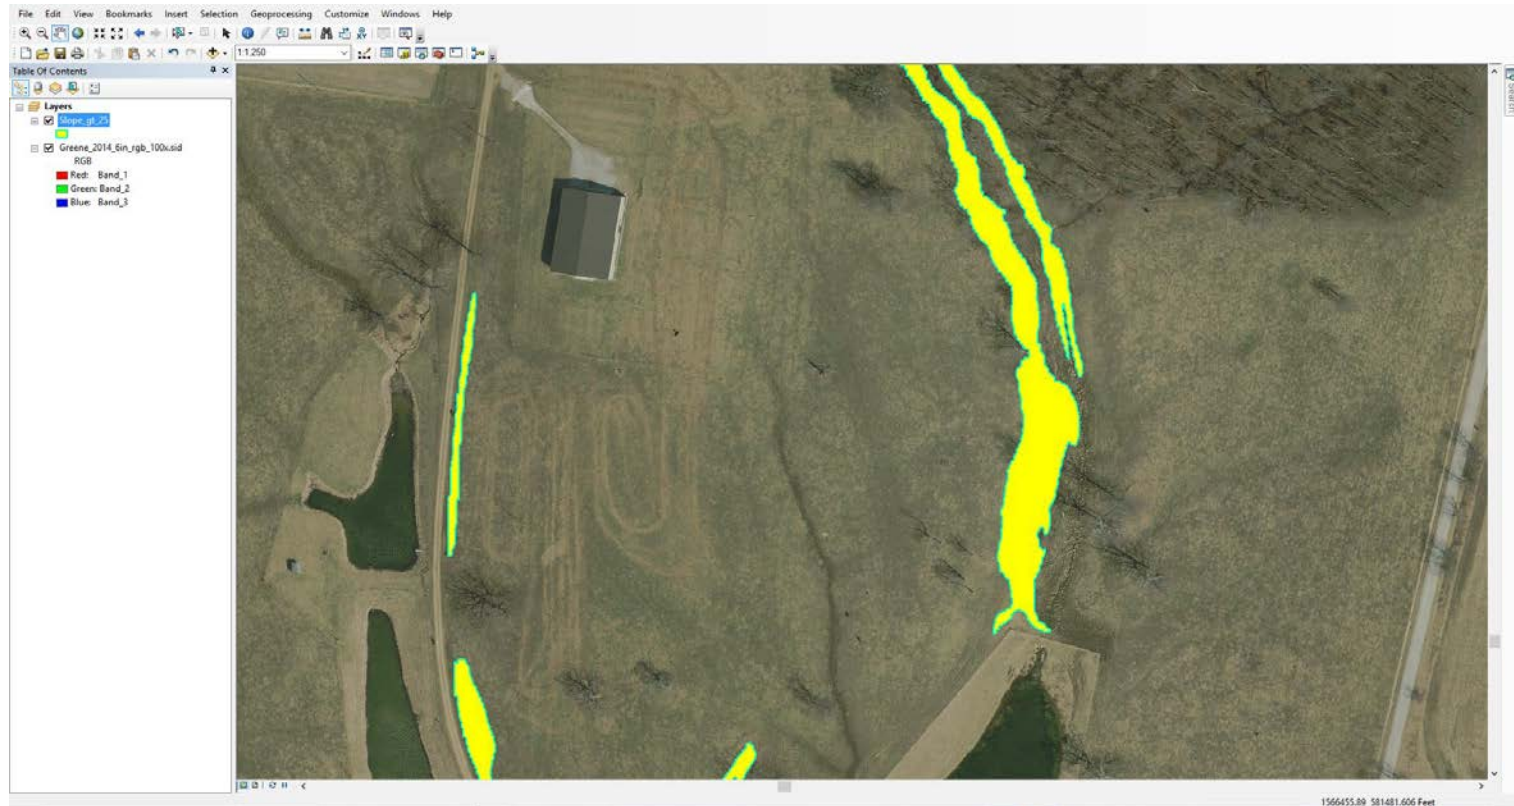 File Edit View Bookmarks Insert Selection Geoprocessing Customize Windows Help
1:1,250
Table Of Contents
Layers
Slope_gt_25
Greene_2014_6in_rgb_100x.sid
RGB
Red: Band_1
Green: Band_2
Blue: Band_3
Search
1566455.89 581481.606 Feet